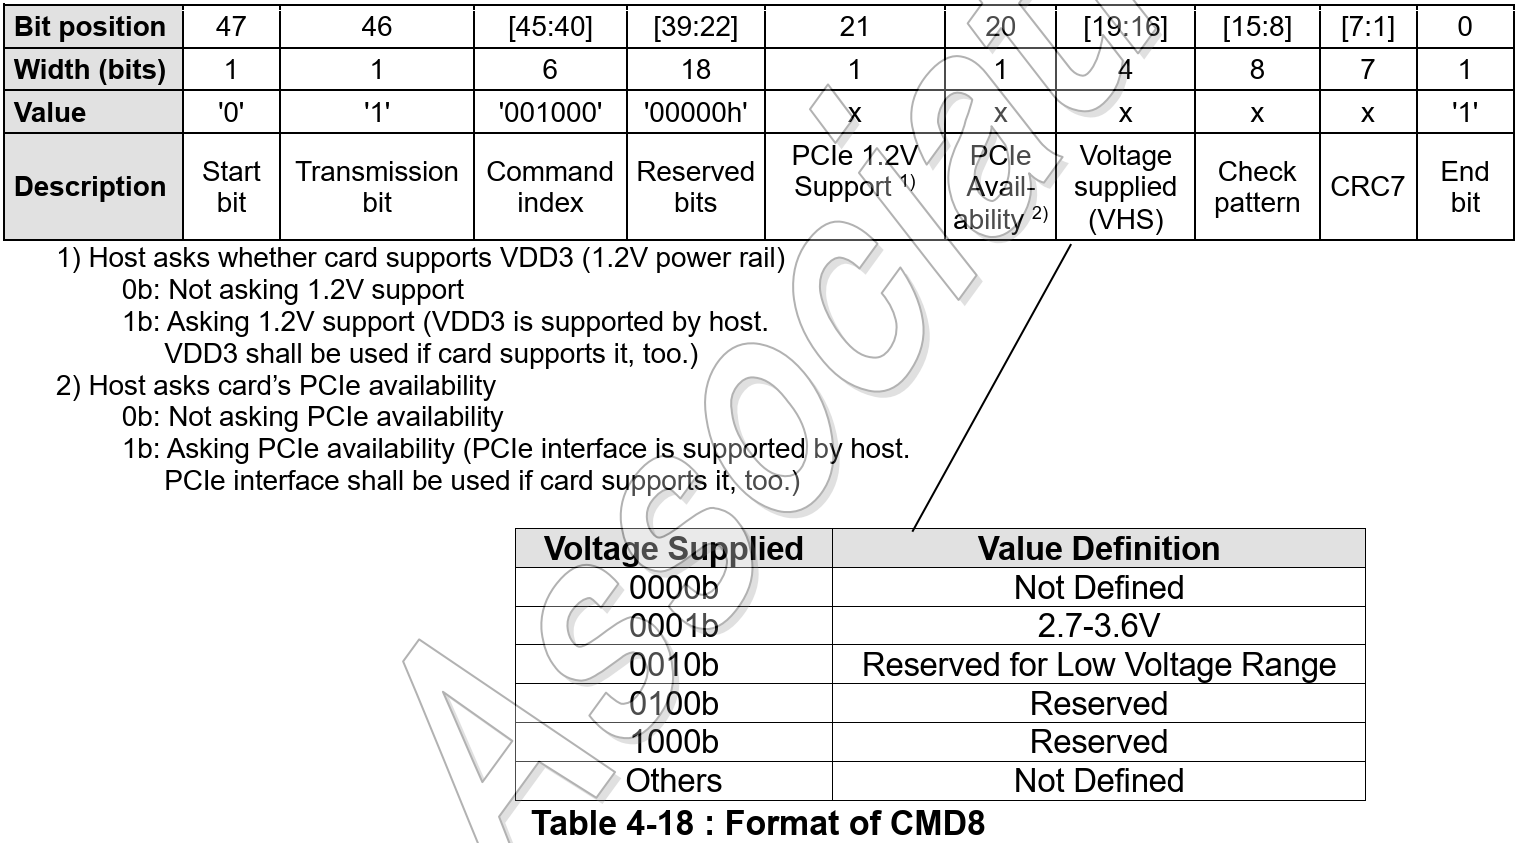 Bit position 47 46 [45:40] [39:22] 21 20 [19:16] [15:8] [7:1] 0
Width (bits) 1 1 6 18 1 1 4 8 7 1
Value '0' '1' '001000' '00000h' x x x x x '1'
Description Start bit Transmission bit Command index Reserved bits PCIe 1.2V Support 1) PCIe Avail-ability 2) Voltage supplied (VHS) Check pattern CRC7 End bit
1) Host asks whether card supports VDD3 (1.2V power rail)
0b: Not asking 1.2V support
1b: Asking 1.2V support (VDD3 is supported by host.
VDD3 shall be used if card supports it, too.)
2) Host asks card's PCIe availability
0b: Not asking PCIe availability
1b: Asking PCIe availability (PCIe interface is supported by host.
PCIe interface shall be used if card supports it, too.)
Voltage Supplied Value Definition
0000b Not Defined
0001b 2.7-3.6V
0010b Reserved for Low Voltage Range
0100b Reserved
1000b Reserved
Others Not Defined
Table 4-18 : Format of CMD8
Associat